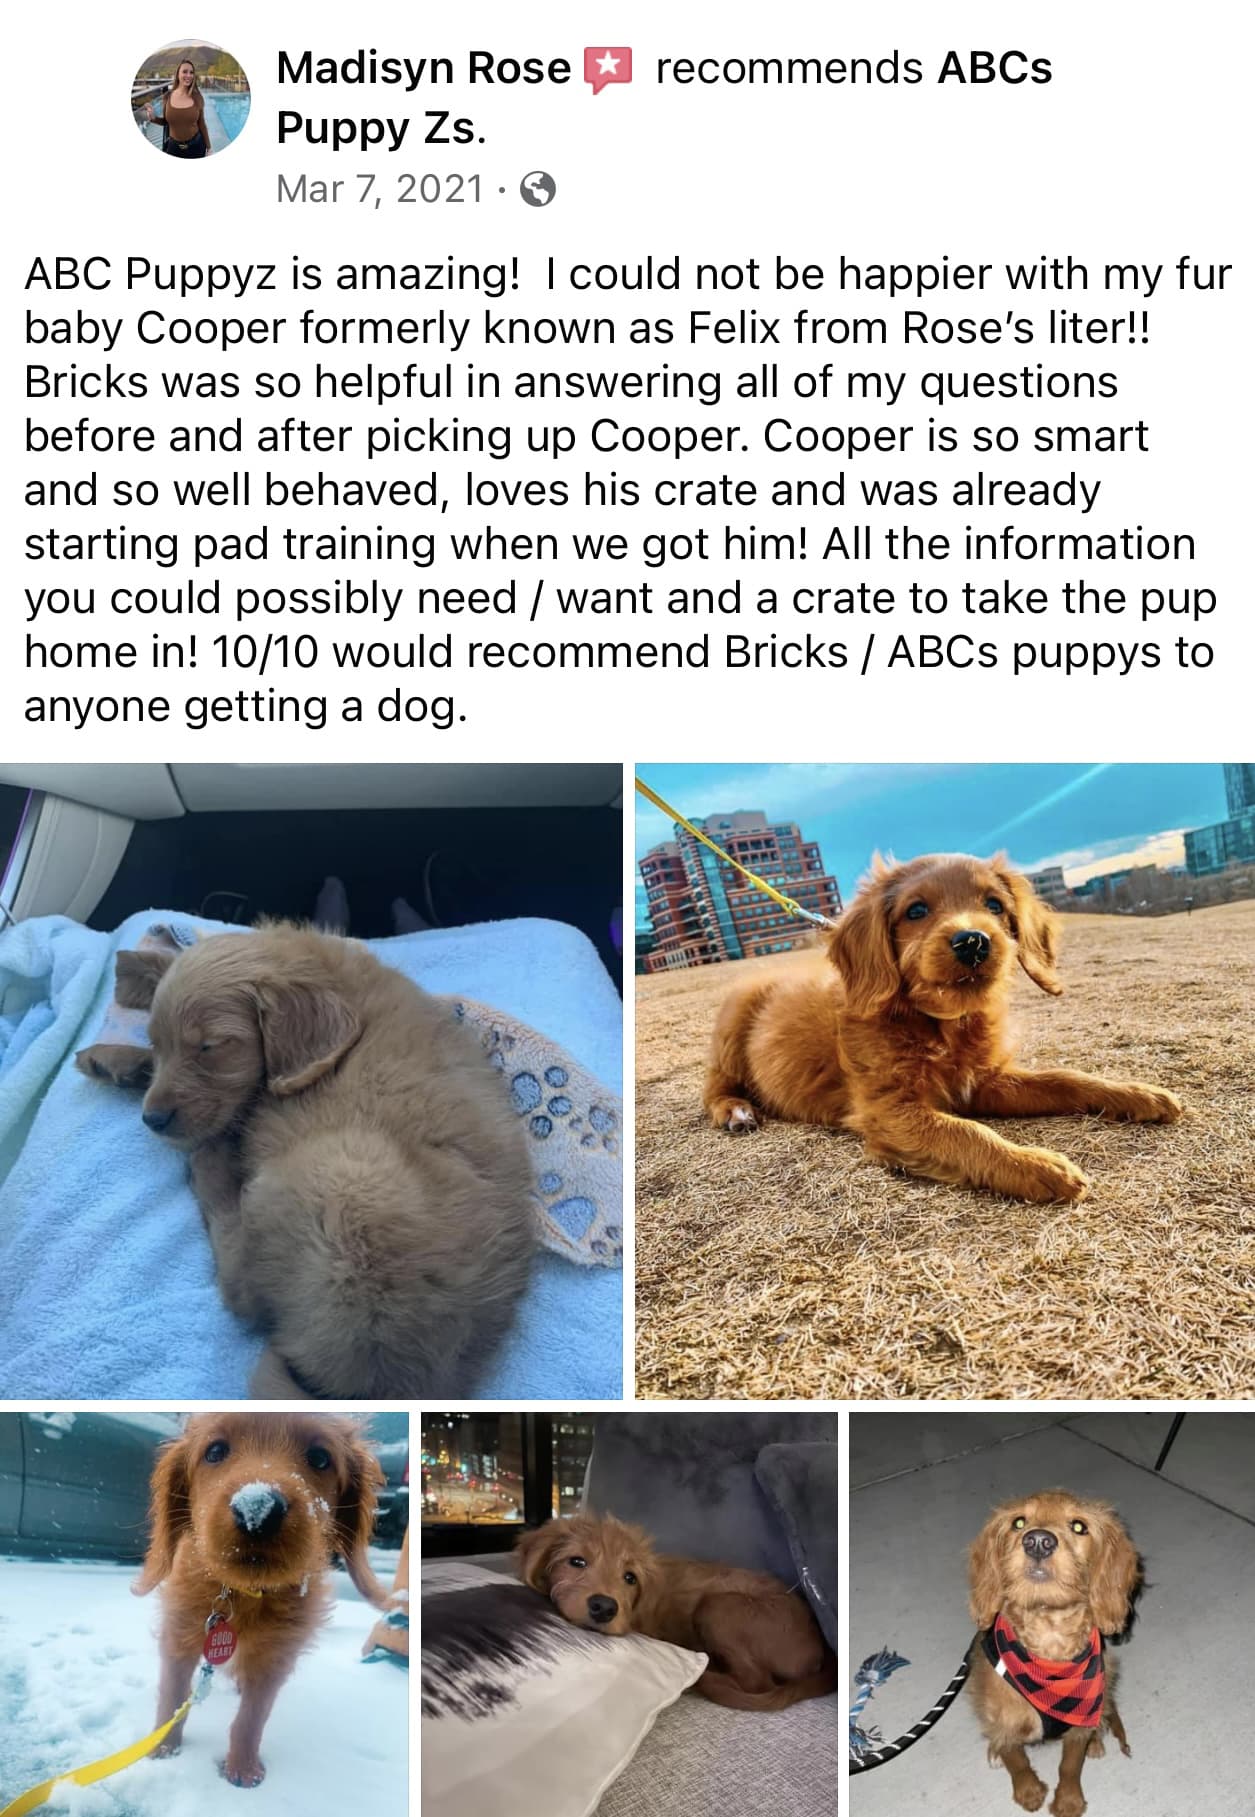 Madisyn Rose recommends ABCs
Puppy Zs.
Mar 7, 2021 ·
ABC Puppyz is amazing!  I could not be happier with my fur
baby Cooper formerly known as Felix from Rose’s liter!!
Bricks was so helpful in answering all of my questions
before and after picking up Cooper. Cooper is so smart
and so well behaved, loves his crate and was already
starting pad training when we got him! All the information
you could possibly need / want and a crate to take the pup
home in! 10/10 would recommend Bricks / ABCs puppys to
anyone getting a dog.
GOOD
HEART